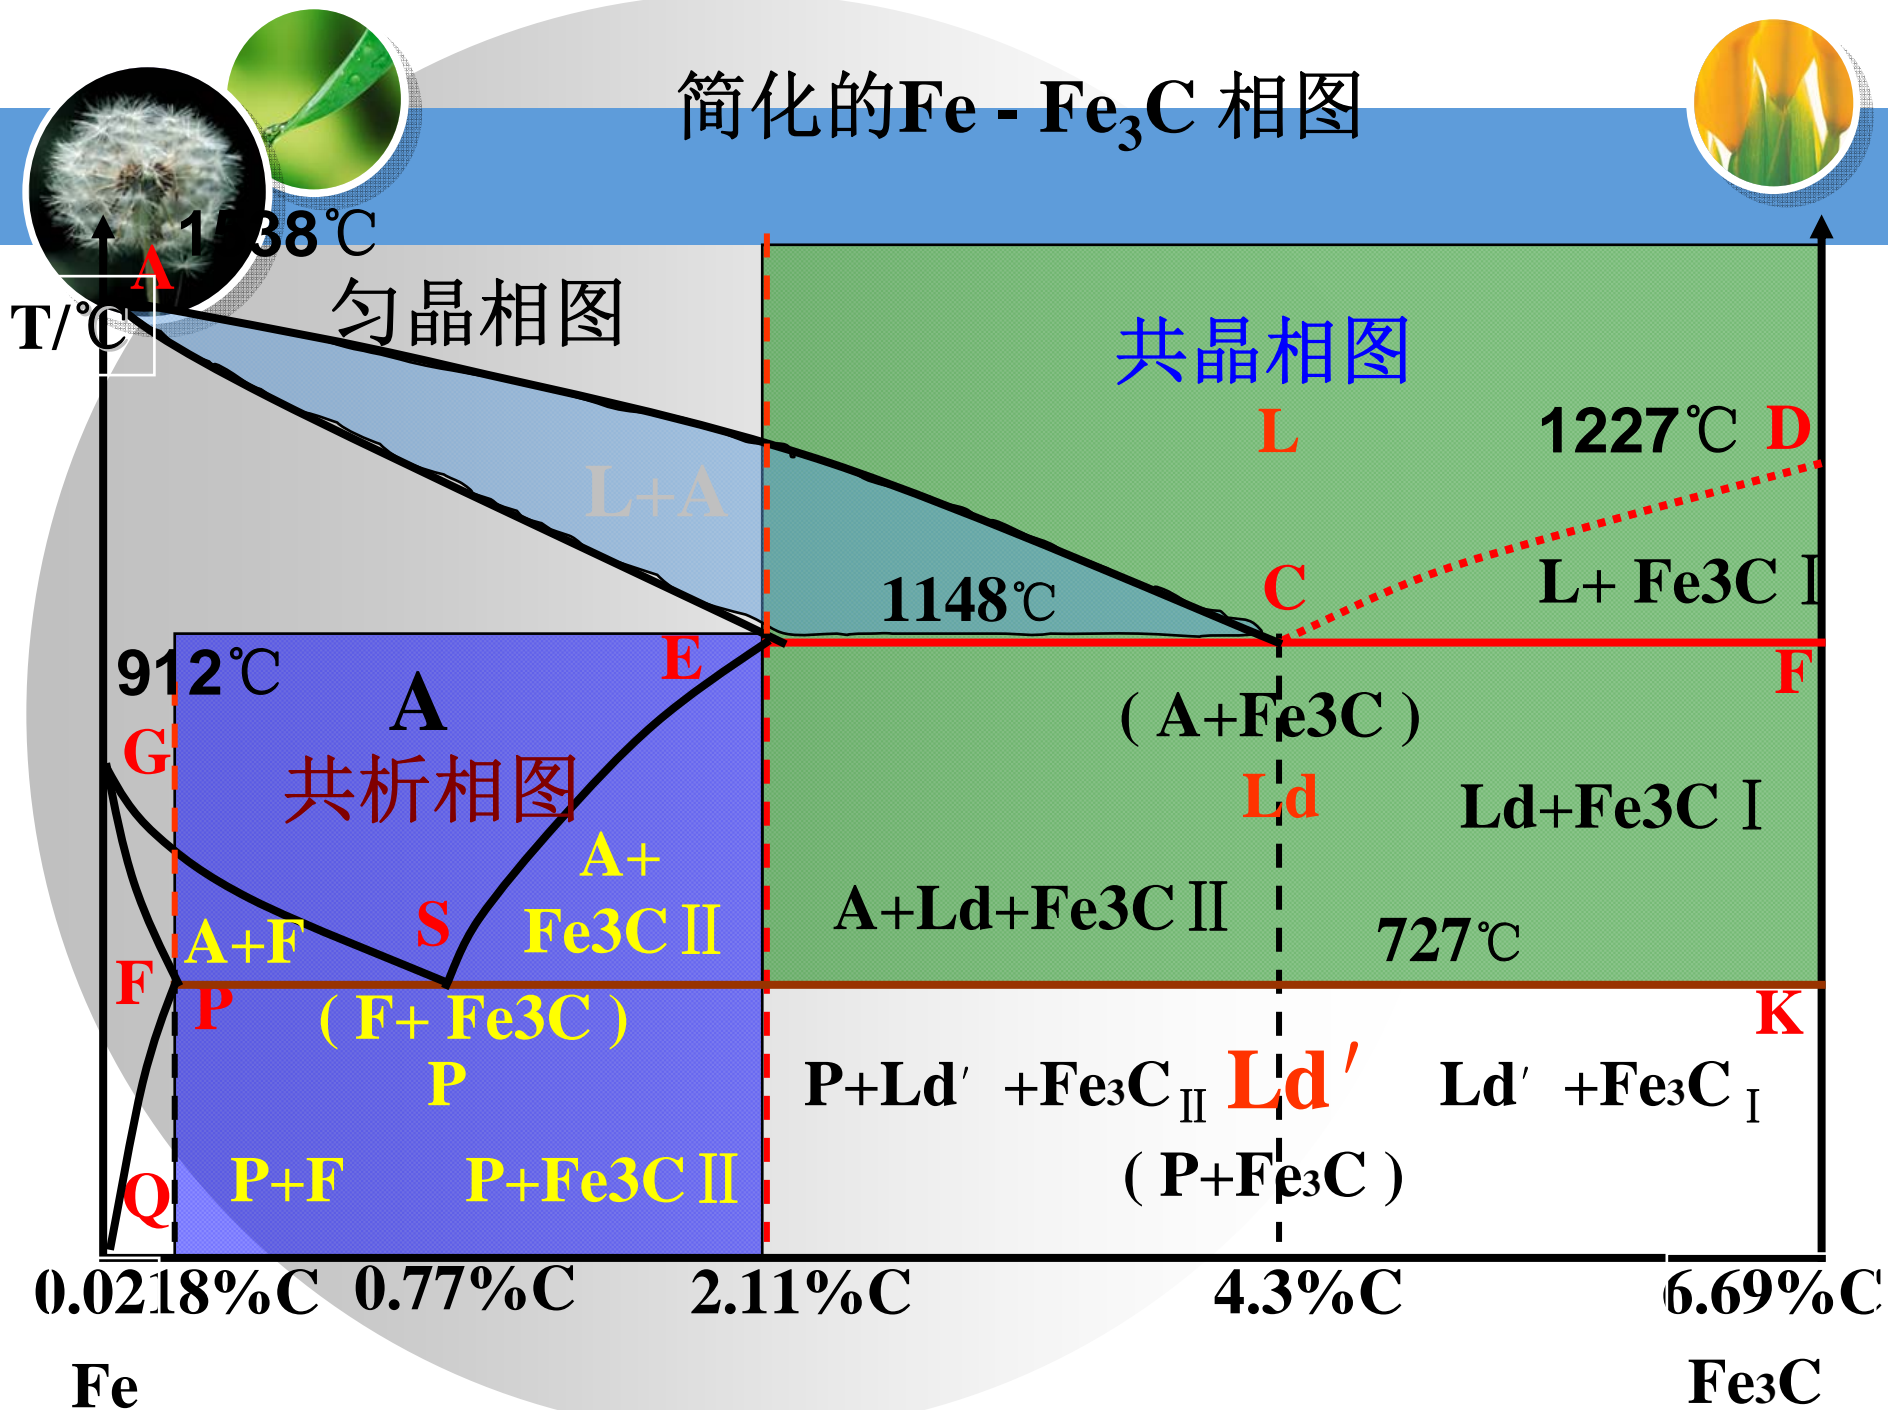 简化的Fe - Fe₃C 相图
1538℃
A
T/℃
匀晶相图
共晶相图
L
1227℃ D
L+A
1148℃
C
L+ Fe3C Ⅰ
E
F
912℃
A
G
共析相图
( A+Fe3C )
Ld
Ld+Fe3C Ⅰ
A+
Fe3C Ⅱ
A+F
S
A+Ld+Fe3C Ⅱ
727℃
F
P
( F+ Fe3C )
K
P
P+Ld′ +Fe₃C Ⅱ
Ld′
Ld′ +Fe₃C Ⅰ
Q
P+F
P+Fe3C Ⅱ
( P+Fe₃C )
0.0218%C 0.77%C 2.11%C 4.3%C 6.69%C
Fe Fe₃C